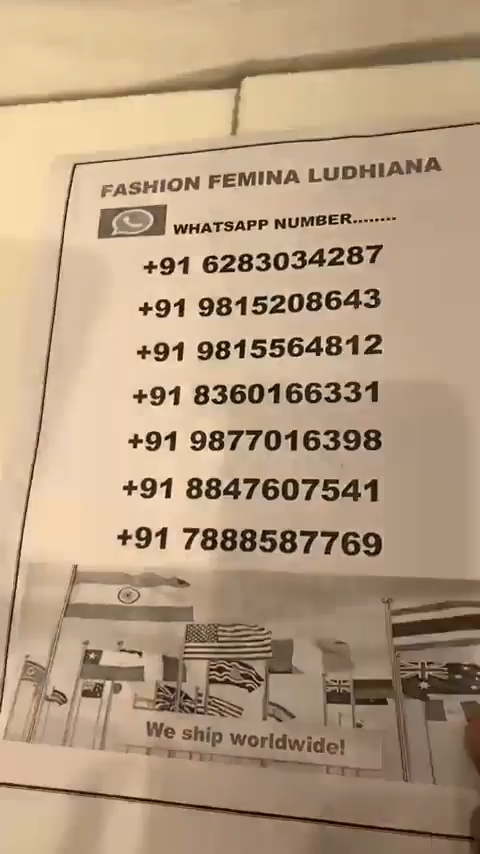 FASHION FEMINA LUDHIANA
WHATSAPP NUMBER........
+91 6283034287
+91 9815208643
+91 9815564812
+91 8360166331
+91 9877016398
+91 8847607541
+91 7888587769
We ship worldwide!